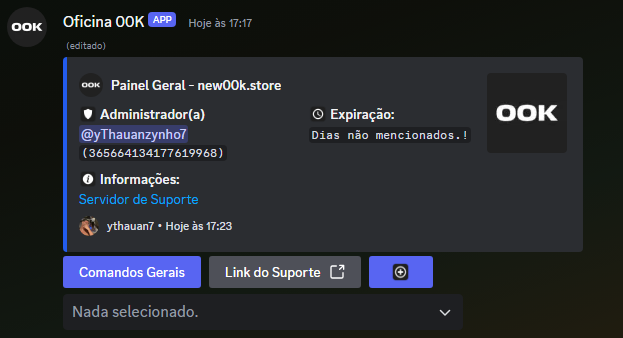 OOK
Oficina 00K APP Hoje às 17:17
(editado)
OOK
Painel Geral - new00k.store
OOK
Administrador(a)
@yThauanzynho7
(365664134177619968)
Expiração:
Dias não mencionados.!
Informações:
Servidor de Suporte
ythauan7 • Hoje às 17:23
Comandos Gerais
Link do Suporte
Nada selecionado.